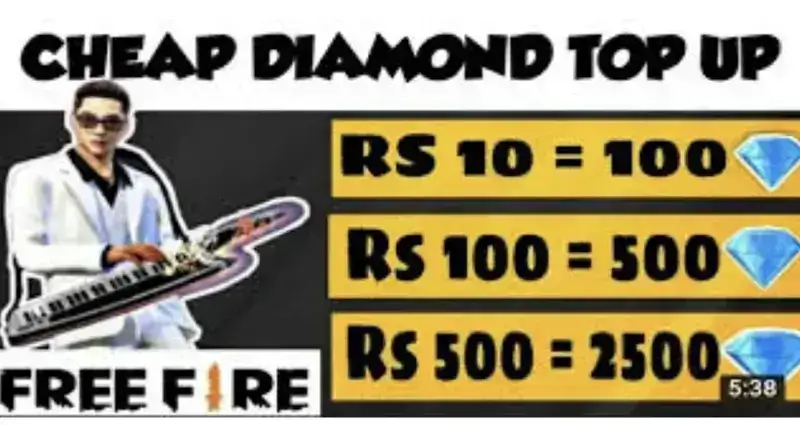 CHEAP DIAMOND TOP UP
RS 10 = 100
RS 100 = 500
RS 500 = 2500
5:38
FREE FIRE